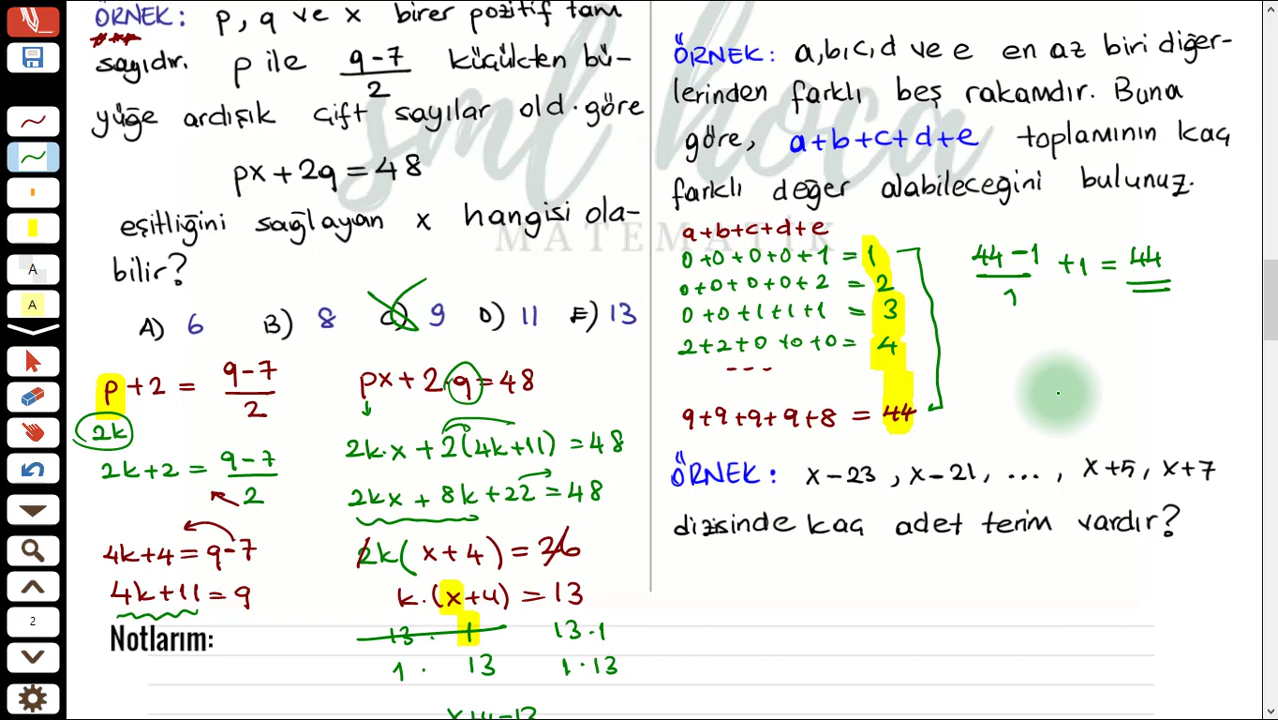 ÖRNEK: p, q ve x birer pozitif tam
sayıdır. p ile q-7/2 küçükten bü-
yüğe ardışık çift sayılar old. göre
px+2q=48
eşitliğini sağlayan x hangisi ola-
bilir?
A) 6 B) 8 C) 9 D) 11 E) 13
p+2 = q-7/2
2k
2k+2 = q-7/2
4k+4 = q-7
4k+11 = q
px+2·q=48
2k·x + 2(4k+11) = 48
2kx + 8k+22 = 48
2k(x+4) = 26
k·(x+4) = 13
13 · 1 13·1
1 · 13 1·13
x+4=13
Notlarım:
ÖRNEK: a,b,c,d ve e en az biri diğer-
lerinden farklı beş rakamdır. Buna
göre, a+b+c+d+e toplamının kaç
farklı değer alabileceğini bulunuz.
a+b+c+d+e
0+0+0+0+1 = 1
0+0+0+0+2 = 2
0+0+1+1+1 = 3
2+2+0+0+0 = 4
---
9+9+9+9+8 = 44
44-1/1 +1 = 44
ÖRNEK: x-23, x-21, ..., x+5, x+7
dizisinde kaç adet terim vardır?
sml hoca
MATEMATİK
A
A
2